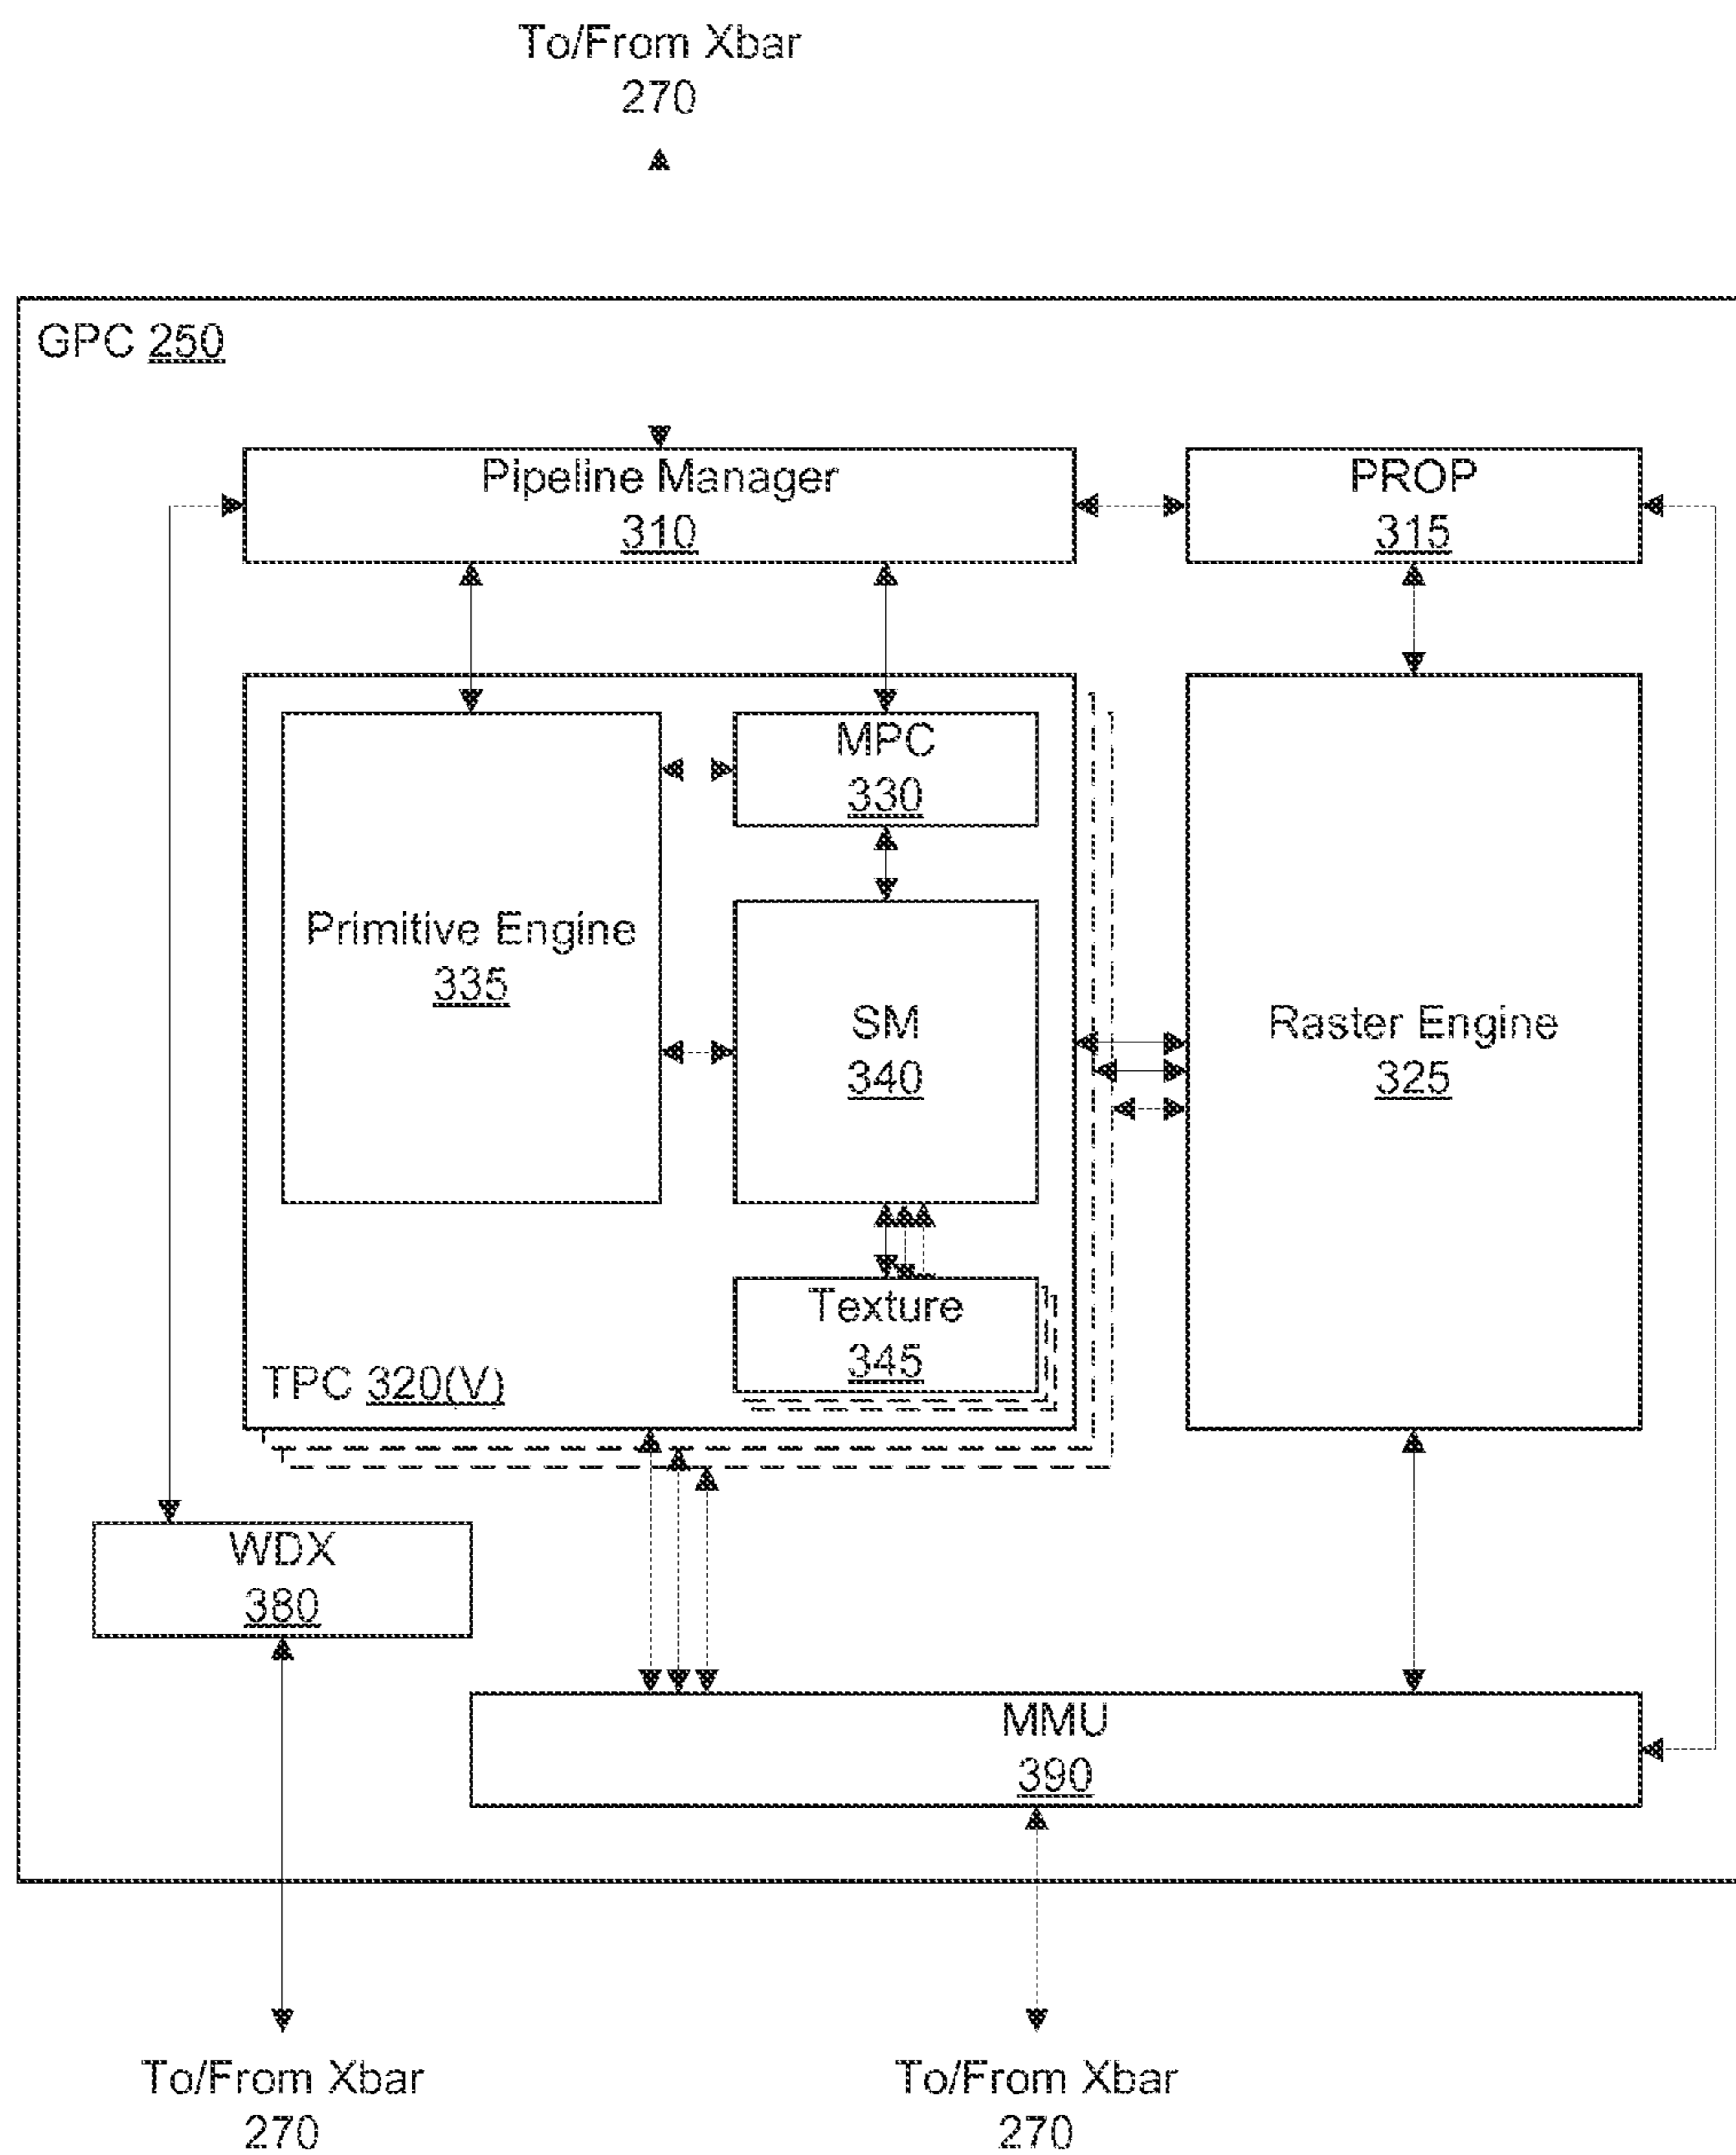 To/From Xbar
270
GPC 250
Pipeline Manager
310
PROP
315
MPC
330
Primitive Engine
335
SM
340
Raster Engine
325
Texture
345
TPC 320(V)
WDX
380
MMU
390
To/From Xbar
270
To/From Xbar
270